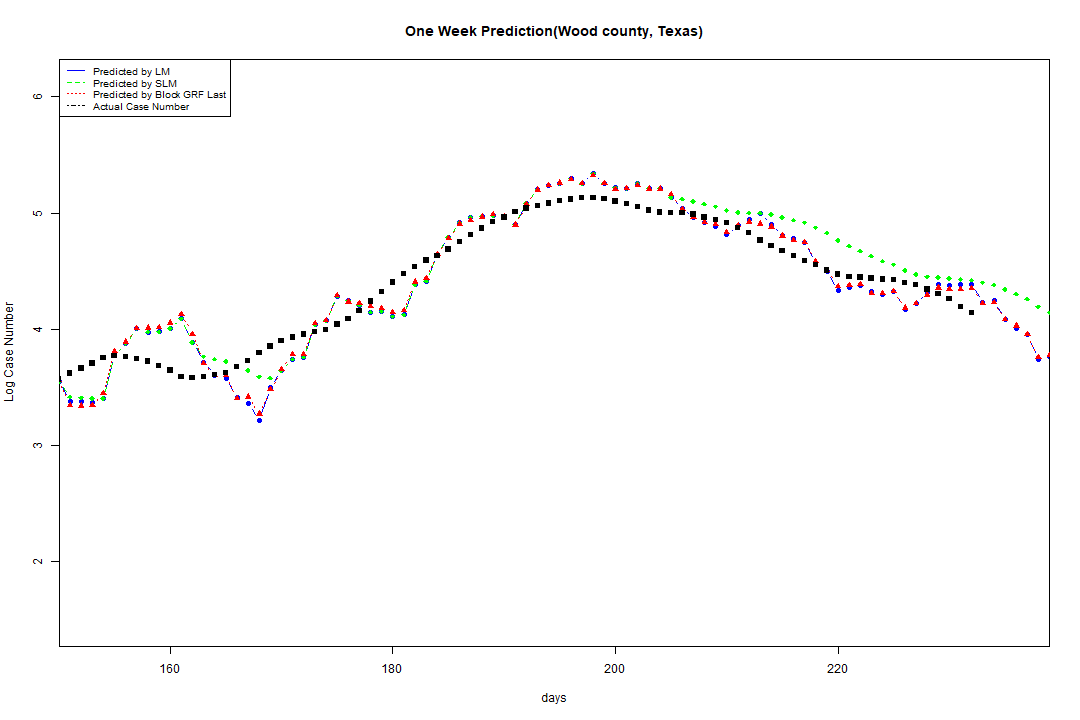 One Week Prediction(Wood county, Texas)
Predicted by LM
Predicted by SLM
Predicted by Block GRF Last
Actual Case Number
6
5
4
3
2
Log Case Number
160 180 200 220
days